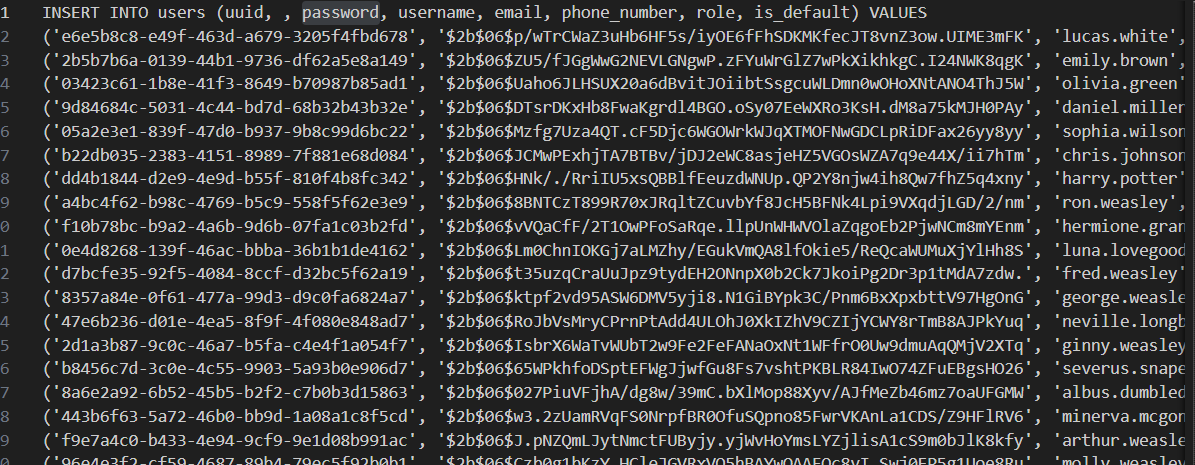 1 INSERT INTO users (uuid, , password, username, email, phone_number, role, is_default) VALUES
2 ('e6e5b8c8-e49f-463d-a679-3205f4fbd678', '$2b$06$p/wTrCWaZ3uHb6HF5s/iyOE6fFhSDKMKfecJT8vnZ3ow.UIME3mFK', 'lucas.white',
3 ('2b5b7b6a-0139-44b1-9736-df62a5e8a149', '$2b$06$ZU5/fJGgWwG2NEVLGNgwP.zFYuWrGlZ7wPkXikhkgC.I24NWK8qgK', 'emily.brown',
4 ('03423c61-1b8e-41f3-8649-b70987b85ad1', '$2b$06$Uaho6JLHSUX20a6dBvitJOiibtSsgcuWLDmn0wOHoXNtANO4ThJ5W', 'olivia.green'
5 ('9d84684c-5031-4c44-bd7d-68b32b43b32e', '$2b$06$DTsrDKxHb8FwaKgrdl4BGO.oSy07EeWXRo3KsH.dM8a75kMJH0PAy', 'daniel.miller
6 ('05a2e3e1-839f-47d0-b937-9b8c99d6bc22', '$2b$06$Mzfg7Uza4QT.cF5Djc6WGOWrkWJqXTMOFNwGDCLpRiDFax26yy8yy', 'sophia.wilson
7 ('b22db035-2383-4151-8989-7f881e68d084', '$2b$06$JCMwPExhjTA7BTBv/jDJ2eWC8asjeHZ5VGOsWZA7q9e44X/ii7hTm', 'chris.johnson
8 ('dd4b1844-d2e9-4e9d-b55f-810f4b8fc342', '$2b$06$HNk/./RriIU5xsQBBlfEeuzdWNUp.QP2Y8njw4ih8Qw7fhZ5q4xny', 'harry.potter'
9 ('a4bc4f62-b98c-4769-b5c9-558f5f62e3e9', '$2b$06$8BNTCzT899R70xJRqltZCuvbYf8JcH5BFNk4Lpi9VXqdjLGD/2/nm', 'ron.weasley',
0 ('f10b78bc-b9a2-4a6b-9d6b-07fa1c03b2fd', '$2b$06$vVQaCfF/2T1OwPFoSaRqe.llpUnWHWVOlaZqgoEb2PjwNCm8mYEnm', 'hermione.gran
1 ('0e4d8268-139f-46ac-bbba-36b1b1de4162', '$2b$06$Lm0ChnIOKGj7aLMZhy/EGukVmQA8lfOkie5/ReQcaWUMuXjYlHh8S', 'luna.lovegood
2 ('d7bcfe35-92f5-4084-8ccf-d32bc5f62a19', '$2b$06$t35uzqCraUuJpz9tydEH2ONnpX0b2Ck7JkoiPg2Dr3p1tMdA7zdw.', 'fred.weasley'
3 ('8357a84e-0f61-477a-99d3-d9c0fa6824a7', '$2b$06$ktpf2vd95ASW6DMV5yji8.N1GiBYpk3C/Pnm6BxXpxbttV97HgOnG', 'george.weasle
4 ('47e6b236-d01e-4ea5-8f9f-4f080e848ad7', '$2b$06$RoJbVsMryCPrnPtAdd4ULOhJ0XkIZhV9CZIjYCWY8rTmB8AJPkYuq', 'neville.longb
5 ('2d1a3b87-9c0c-46a7-b5fa-c4e4f1a054f7', '$2b$06$IsbrX6WaTvWUbT2w9Fe2FeFANaOxNt1WFfrO0Uw9dmuAqQMjV2XTq', 'ginny.weasley
6 ('b8456c7d-3c0e-4c55-9903-5a93b0e906d7', '$2b$06$65WPkhfoDSptEFWgJjwfGu8Fs7vshtPKBLR84IwO74ZFuEBgsHO26', 'severus.snape
7 ('8a6e2a92-6b52-45b5-b2f2-c7b0b3d15863', '$2b$06$027PiuVFjhA/dg8w/39mC.bXlMop88Xyv/AJfMeZb46mz7oaUFGMW', 'albus.dumbled
8 ('443b6f63-5a72-46b0-bb9d-1a08a1c8f5cd', '$2b$06$w3.2zUamRVqFS0NrpfBR0OfuSQpno85FwrVKAnLa1CDS/Z9HFlRV6', 'minerva.mcgon
9 ('f9e7a4c0-b433-4e94-9cf9-9e1d08b991ac', '$2b$06$J.pNZQmLJytNmctFUByjy.yjWvHoYmsLYZjlisA1cS9m0bJlK8kfy', 'arthur.weasle